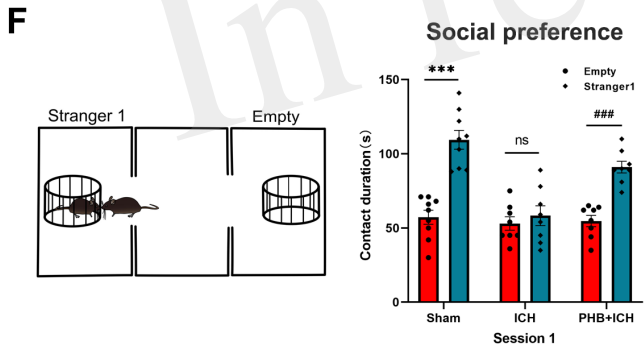 F
Stranger 1
Empty
Social preference
Empty
Stranger1
***
ns
###
Contact duration(s)
150
100
50
0
Sham
ICH
PHB+ICH
Session 1
In